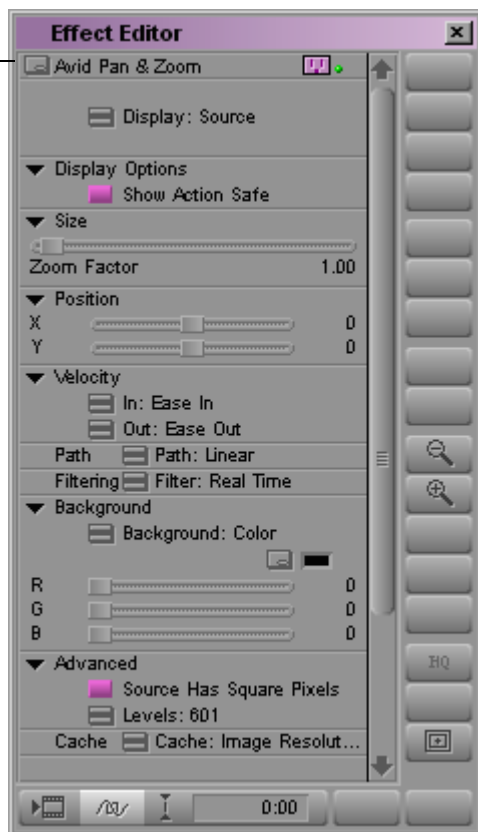 Effect Editor
Avid Pan & Zoom
Display: Source
Display Options
Show Action Safe
Size
Zoom Factor 1.00
Position
X 0
Y 0
Velocity
In: Ease In
Out: Ease Out
Path Path: Linear
Filtering Filter: Real Time
Background
Background: Color
R 0
G 0
B 0
Advanced
Source Has Square Pixels
Levels: 601
Cache Cache: Image Resolut...
HQ
0:00